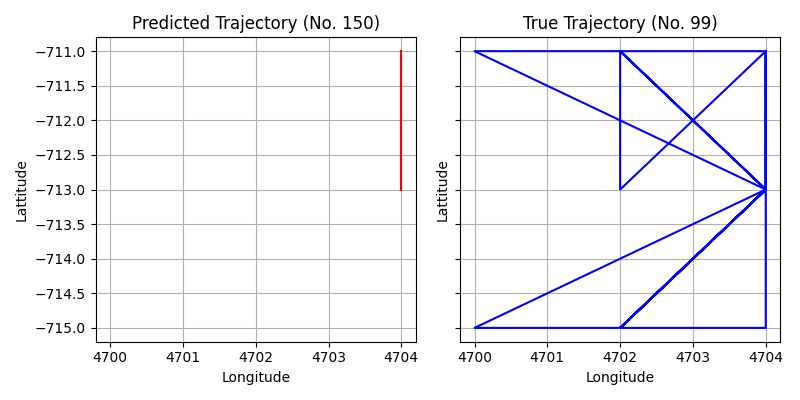 Predicted Trajectory (No. 150)
Lattitude
−711.0
−711.5
−712.0
−712.5
−713.0
−713.5
−714.0
−714.5
−715.0
4700 4701 4702 4703 4704
Longitude
True Trajectory (No. 99)
Lattitude
4700 4701 4702 4703 4704
Longitude